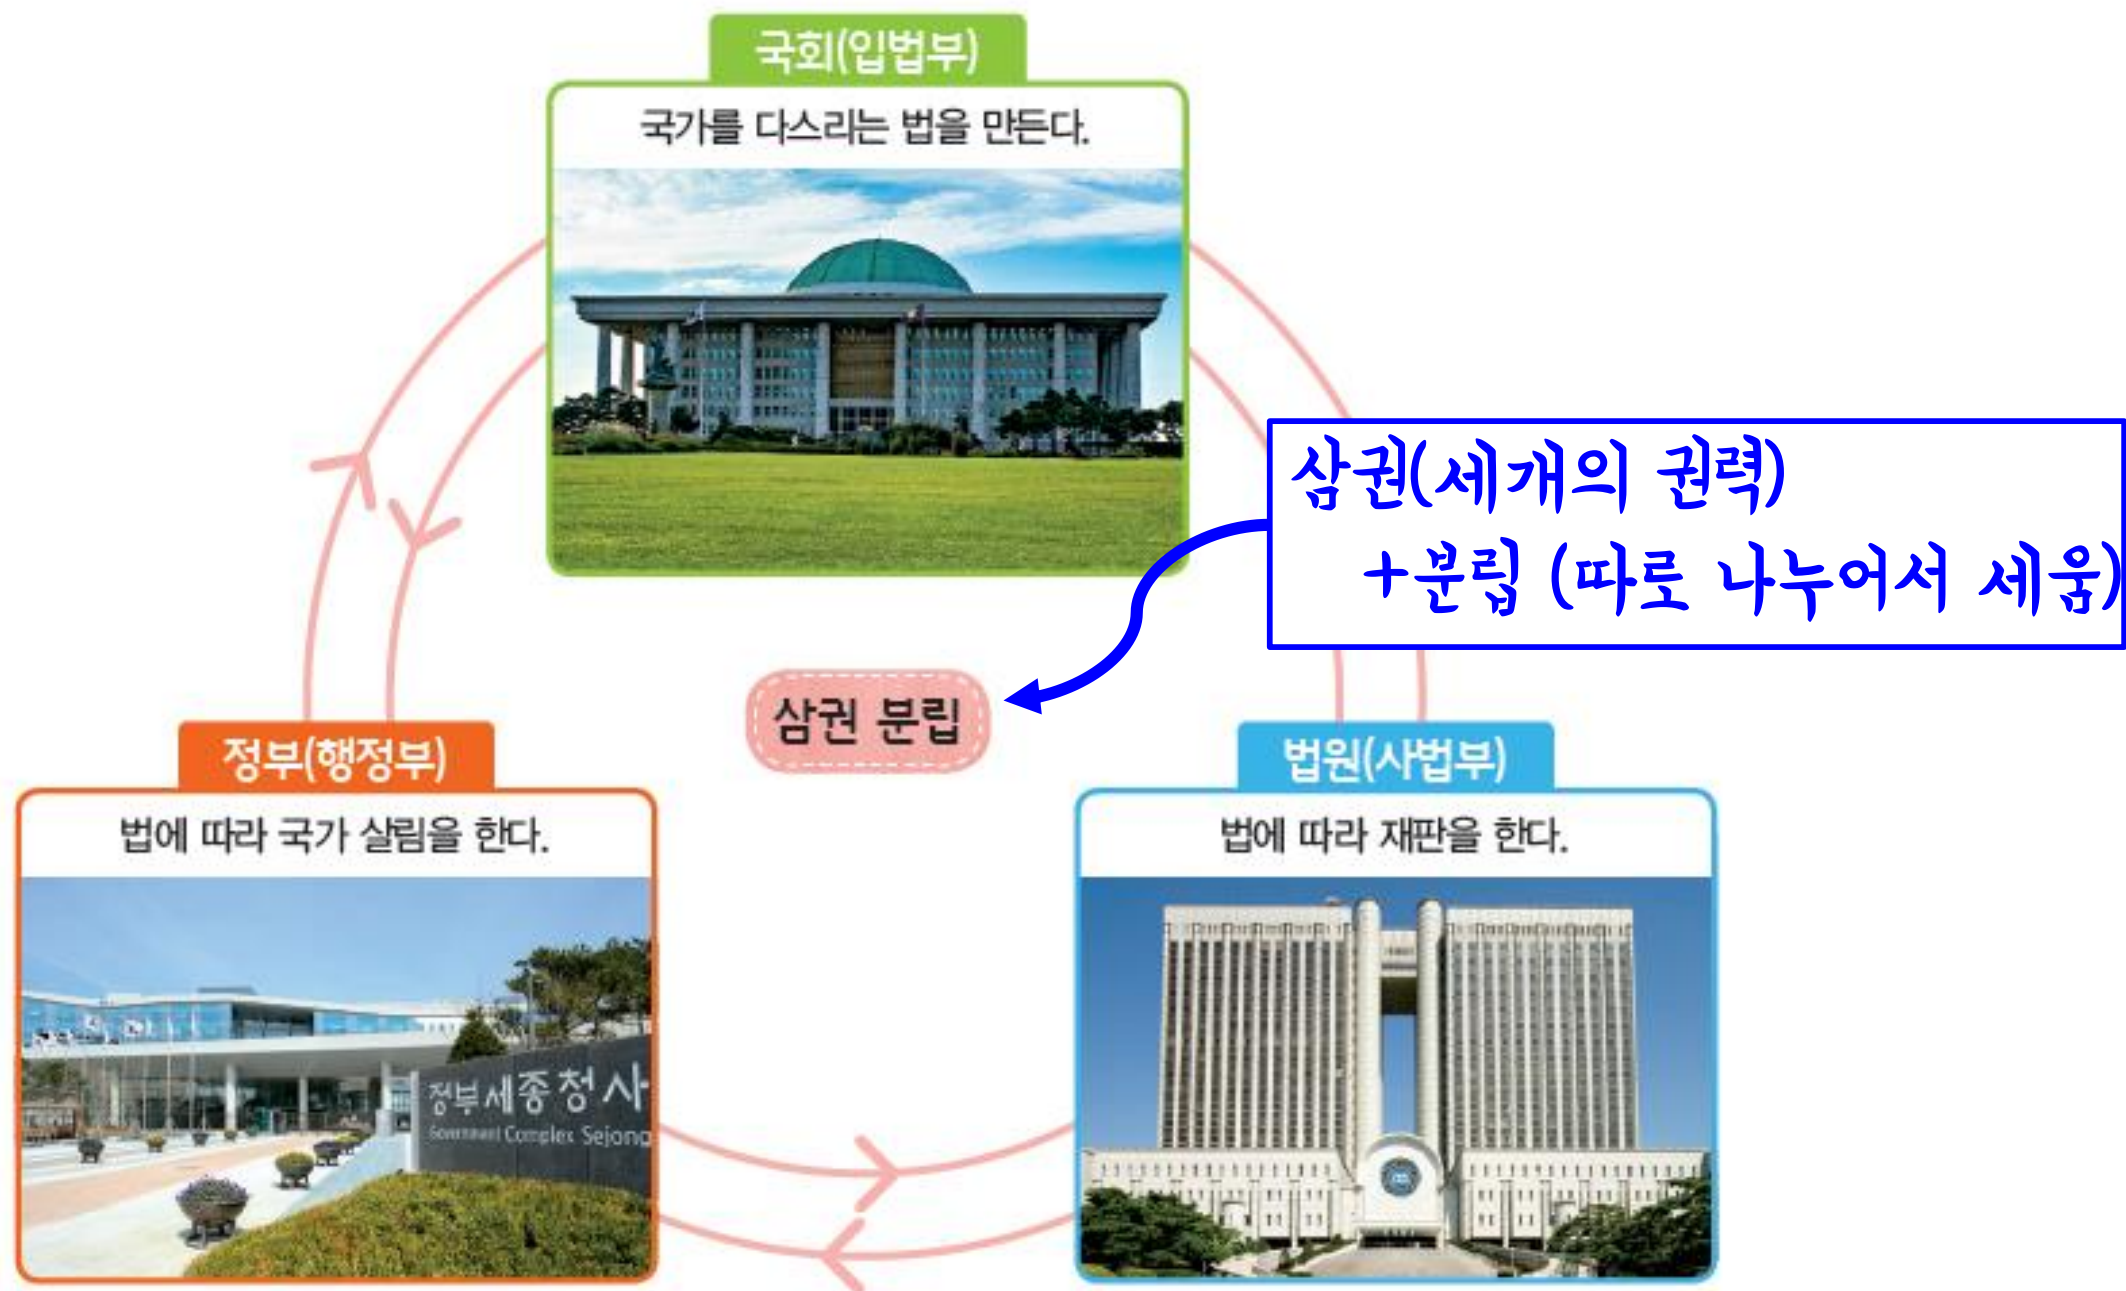 국회(입법부)
국가를 다스리는 법을 만든다.
삼권(세개의 권력)
+분립 (따로 나누어서 세움)
삼권 분립
정부(행정부)
법에 따라 국가 살림을 한다.
정부세종청사
Government Complex Sejong
법원(사법부)
법에 따라 재판을 한다.